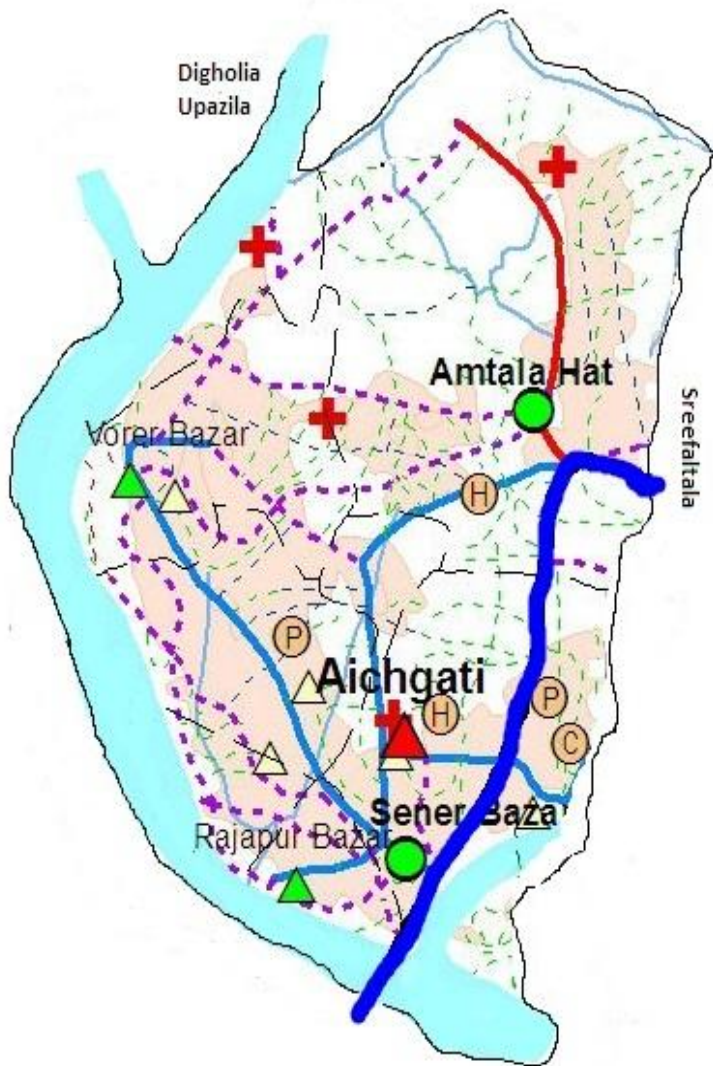 Digholia
Upazila
Amtala Hat
Vorer Bazar
Sreefaltala
H
P
Aichgati
H
P
C
Sener Baza
Rajapur Bazar